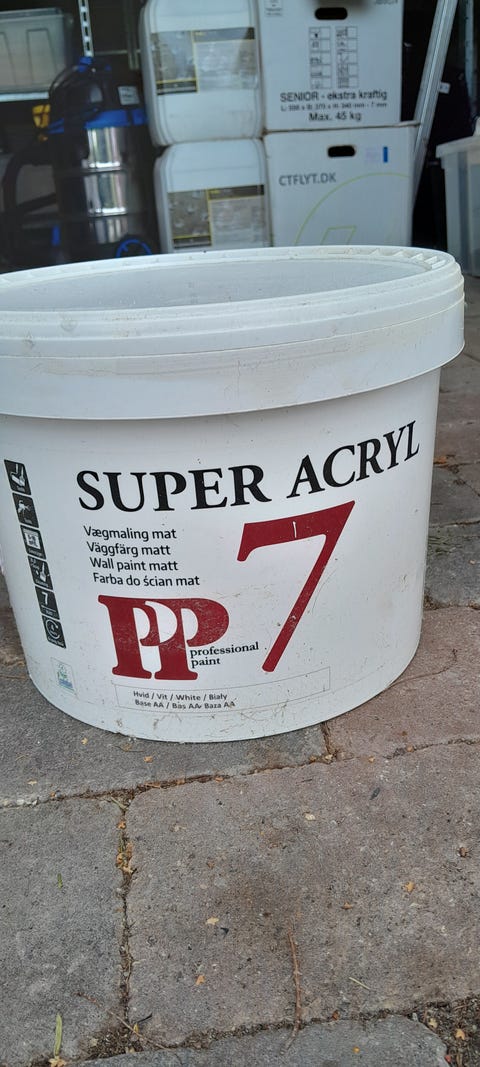 SENIOR - ekstra kraftig
Max. 45 kg
CTFLYT.DK
SUPER ACRYL
Vægmaling mat
Väggfärg matt
Wall paint matt
Farba do ścian mat
7
PP
professional
paint
Hvid / Vit / White / Biały
Base AA / Bas AA Baza AA